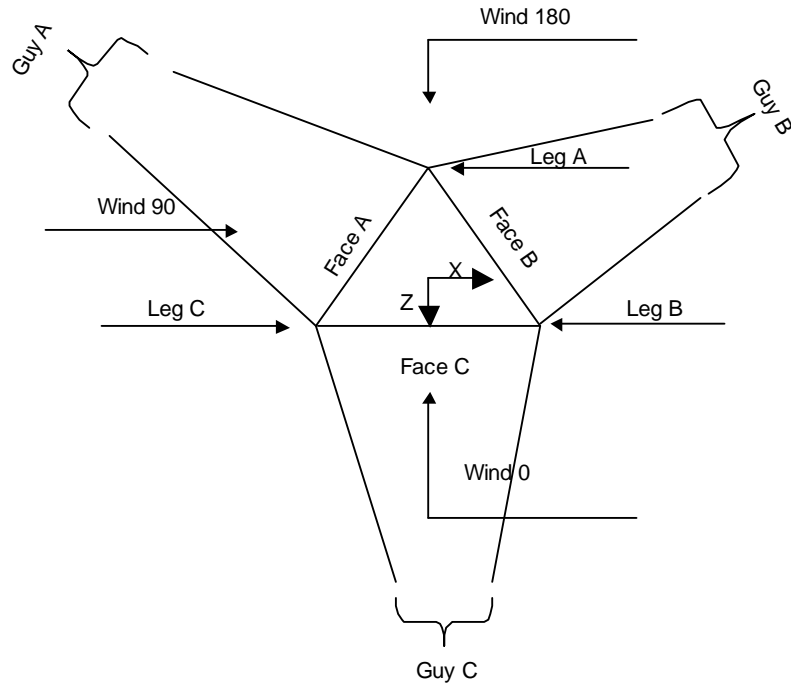 Wind 180
Guy A
Guy B
Leg A
Wind 90
Face A
Face B
X
Z
Leg C
Leg B
Face C
Wind 0
Guy C